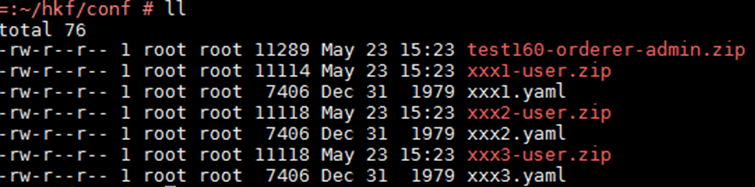 =:~/hkf/conf # ll
total 76
-rw-r--r-- 1 root root 11289 May 23 15:23 test160-orderer-admin.zip
-rw-r--r-- 1 root root 11114 May 23 15:23 xxx1-user.zip
-rw-r--r-- 1 root root 7406 Dec 31 1979 xxx1.yaml
-rw-r--r-- 1 root root 11118 May 23 15:23 xxx2-user.zip
-rw-r--r-- 1 root root 7406 Dec 31 1979 xxx2.yaml
-rw-r--r-- 1 root root 11118 May 23 15:23 xxx3-user.zip
-rw-r--r-- 1 root root 7406 Dec 31 1979 xxx3.yaml